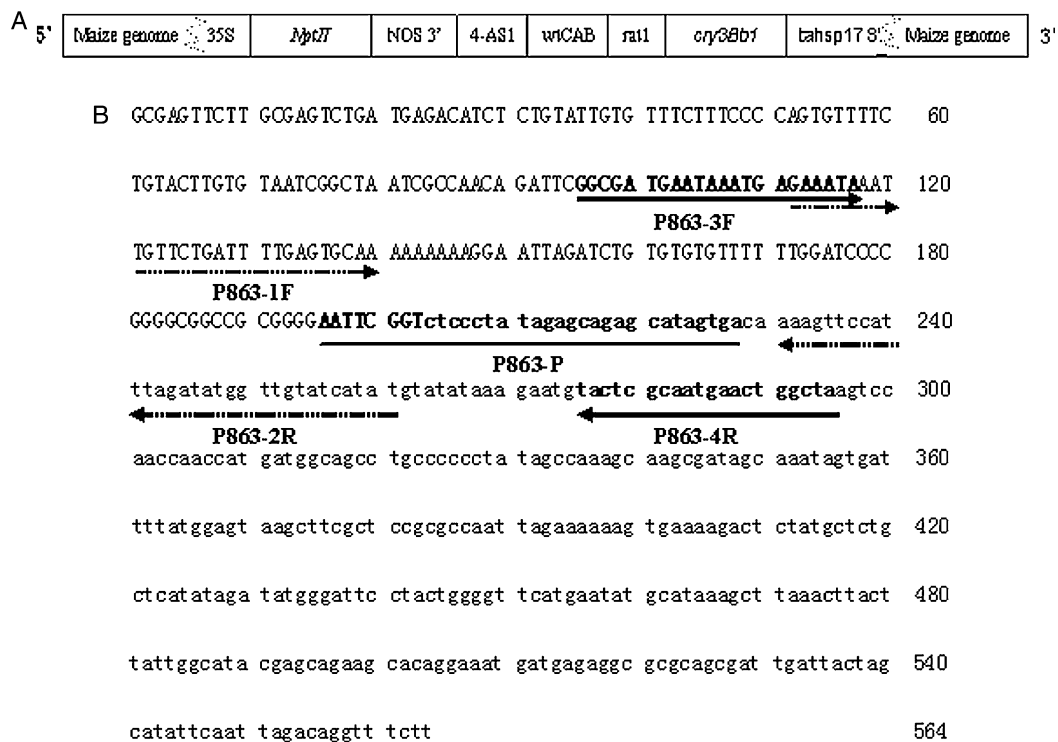 A
5' Maize genome 35S NptII NOS 3' 4-AS1 wtCAB ract1 cry3Bb1 tahsp17 3' Maize genome 3'
B GCGAGTTCTT GCGAGTCTGA TGAGACATCT CTGTATTGTG TTTCTTTCCC CAGTGTTTTC 60
TGTACTTGTG TAATCGGCTA ATCGCCAACA GATTCGGCGA TGAATAAATG AGAAATAAAT 120
P863-3F
TGTTCTGATT TTGAGTGCAA AAAAAAAGGA ATTAGATCTG TGTGTGTTTT TTGGATCCCC 180
P863-1F
GGGGCGGCCG CGGGGAATTC GGTctcccta tagagcagag catagtgaca aaagttccat 240
P863-P
ttagatatgg ttgtatcata tgtatataaa gaatgtactc gcaatgaact ggctaagtcc 300
P863-2R P863-4R
aaccaaccat gatggcagcc tgccccccta tagccaaagc aagcgatagc aaatagtgat 360
tttatggagt aagcttcgct ccgcgccaat tagaaaaaag tgaaaagact ctatgctctg 420
ctcatataga tatgggattc ctactggggt tcatgaatat gcataaagct taaacttact 480
tattggcata cgagcagaag cacaggaaat gatgagaggc gcgcagcgat tgattactag 540
catattcaat tagacaggtt tctt 564